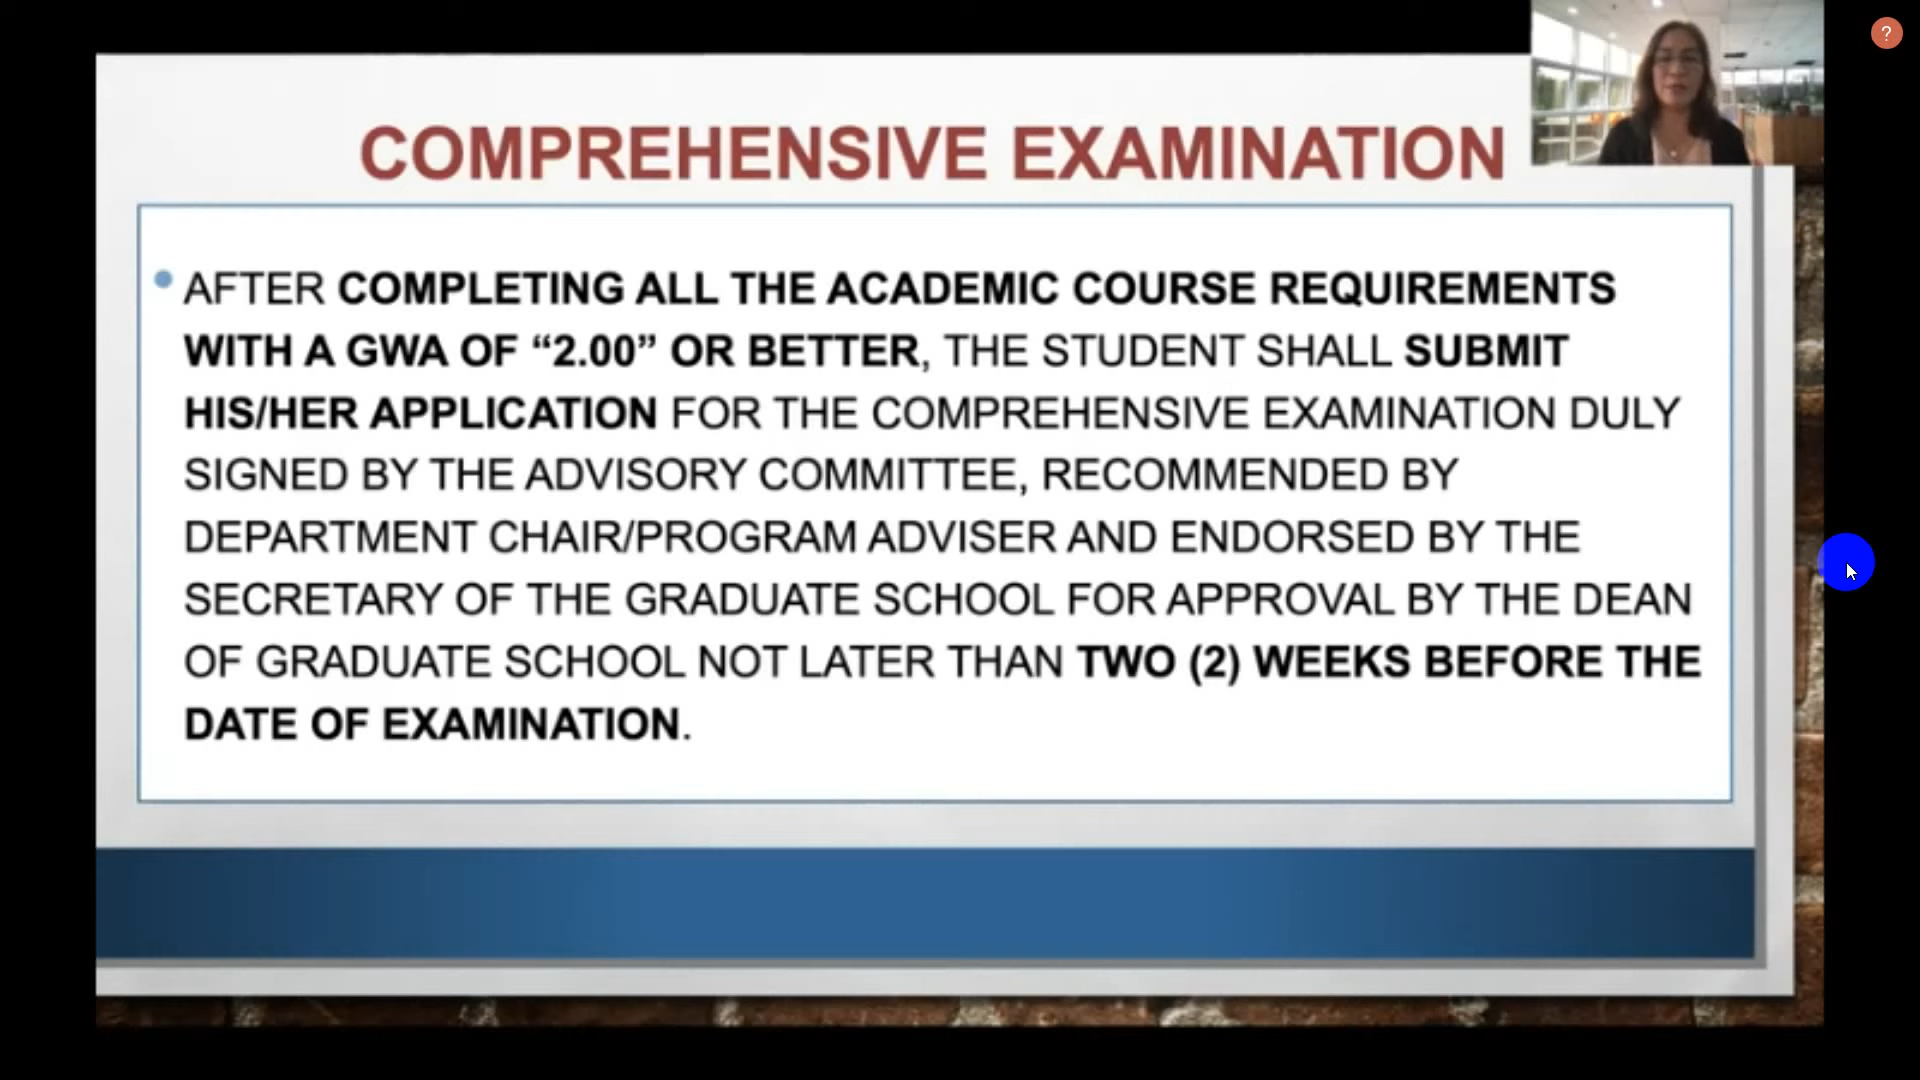 COMPREHENSIVE EXAMINATION
• AFTER COMPLETING ALL THE ACADEMIC COURSE REQUIREMENTS
WITH A GWA OF “2.00” OR BETTER, THE STUDENT SHALL SUBMIT
HIS/HER APPLICATION FOR THE COMPREHENSIVE EXAMINATION DULY
SIGNED BY THE ADVISORY COMMITTEE, RECOMMENDED BY
DEPARTMENT CHAIR/PROGRAM ADVISER AND ENDORSED BY THE
SECRETARY OF THE GRADUATE SCHOOL FOR APPROVAL BY THE DEAN
OF GRADUATE SCHOOL NOT LATER THAN TWO (2) WEEKS BEFORE THE
DATE OF EXAMINATION.
?